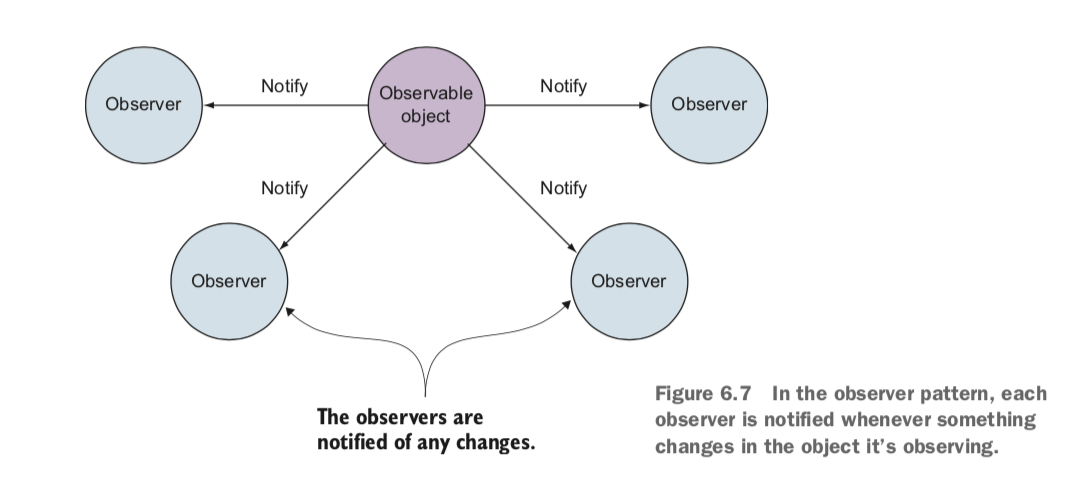 Notify
Notify
Observer
Observable
object
Observer
Notify
Notify
Observer
Observer
The observers are
notified of any changes.
Figure 6.7 In the observer pattern, each
observer is notified whenever something
changes in the object it's observing.